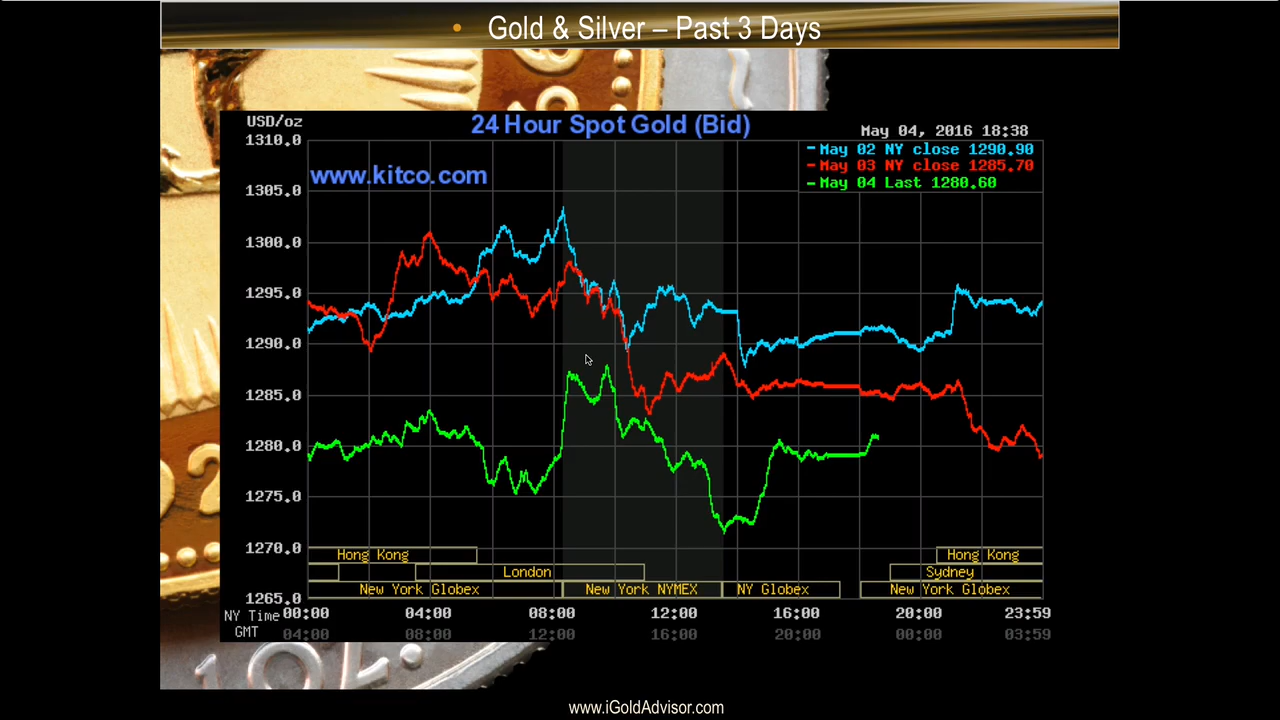 • Gold & Silver – Past 3 Days
USD/oz
24 Hour Spot Gold (Bid)
May 04, 2016 18:38
1310.0
May 02 NY close 1290.90
May 03 NY close 1285.70
www.kitco.com
May 04 Last 1280.60
1305.0
1300.0
1295.0
1290.0
1285.0
1280.0
1275.0
1270.0
Hong Kong Hong Kong
London Sydney
New York Globex New York NYMEX NY Globex New York Globex
1265.0
NY Time 00:00 04:00 08:00 12:00 16:00 20:00 23:59
GMT 04:00 08:00 12:00 16:00 20:00 00:00 03:59
www.iGoldAdvisor.com